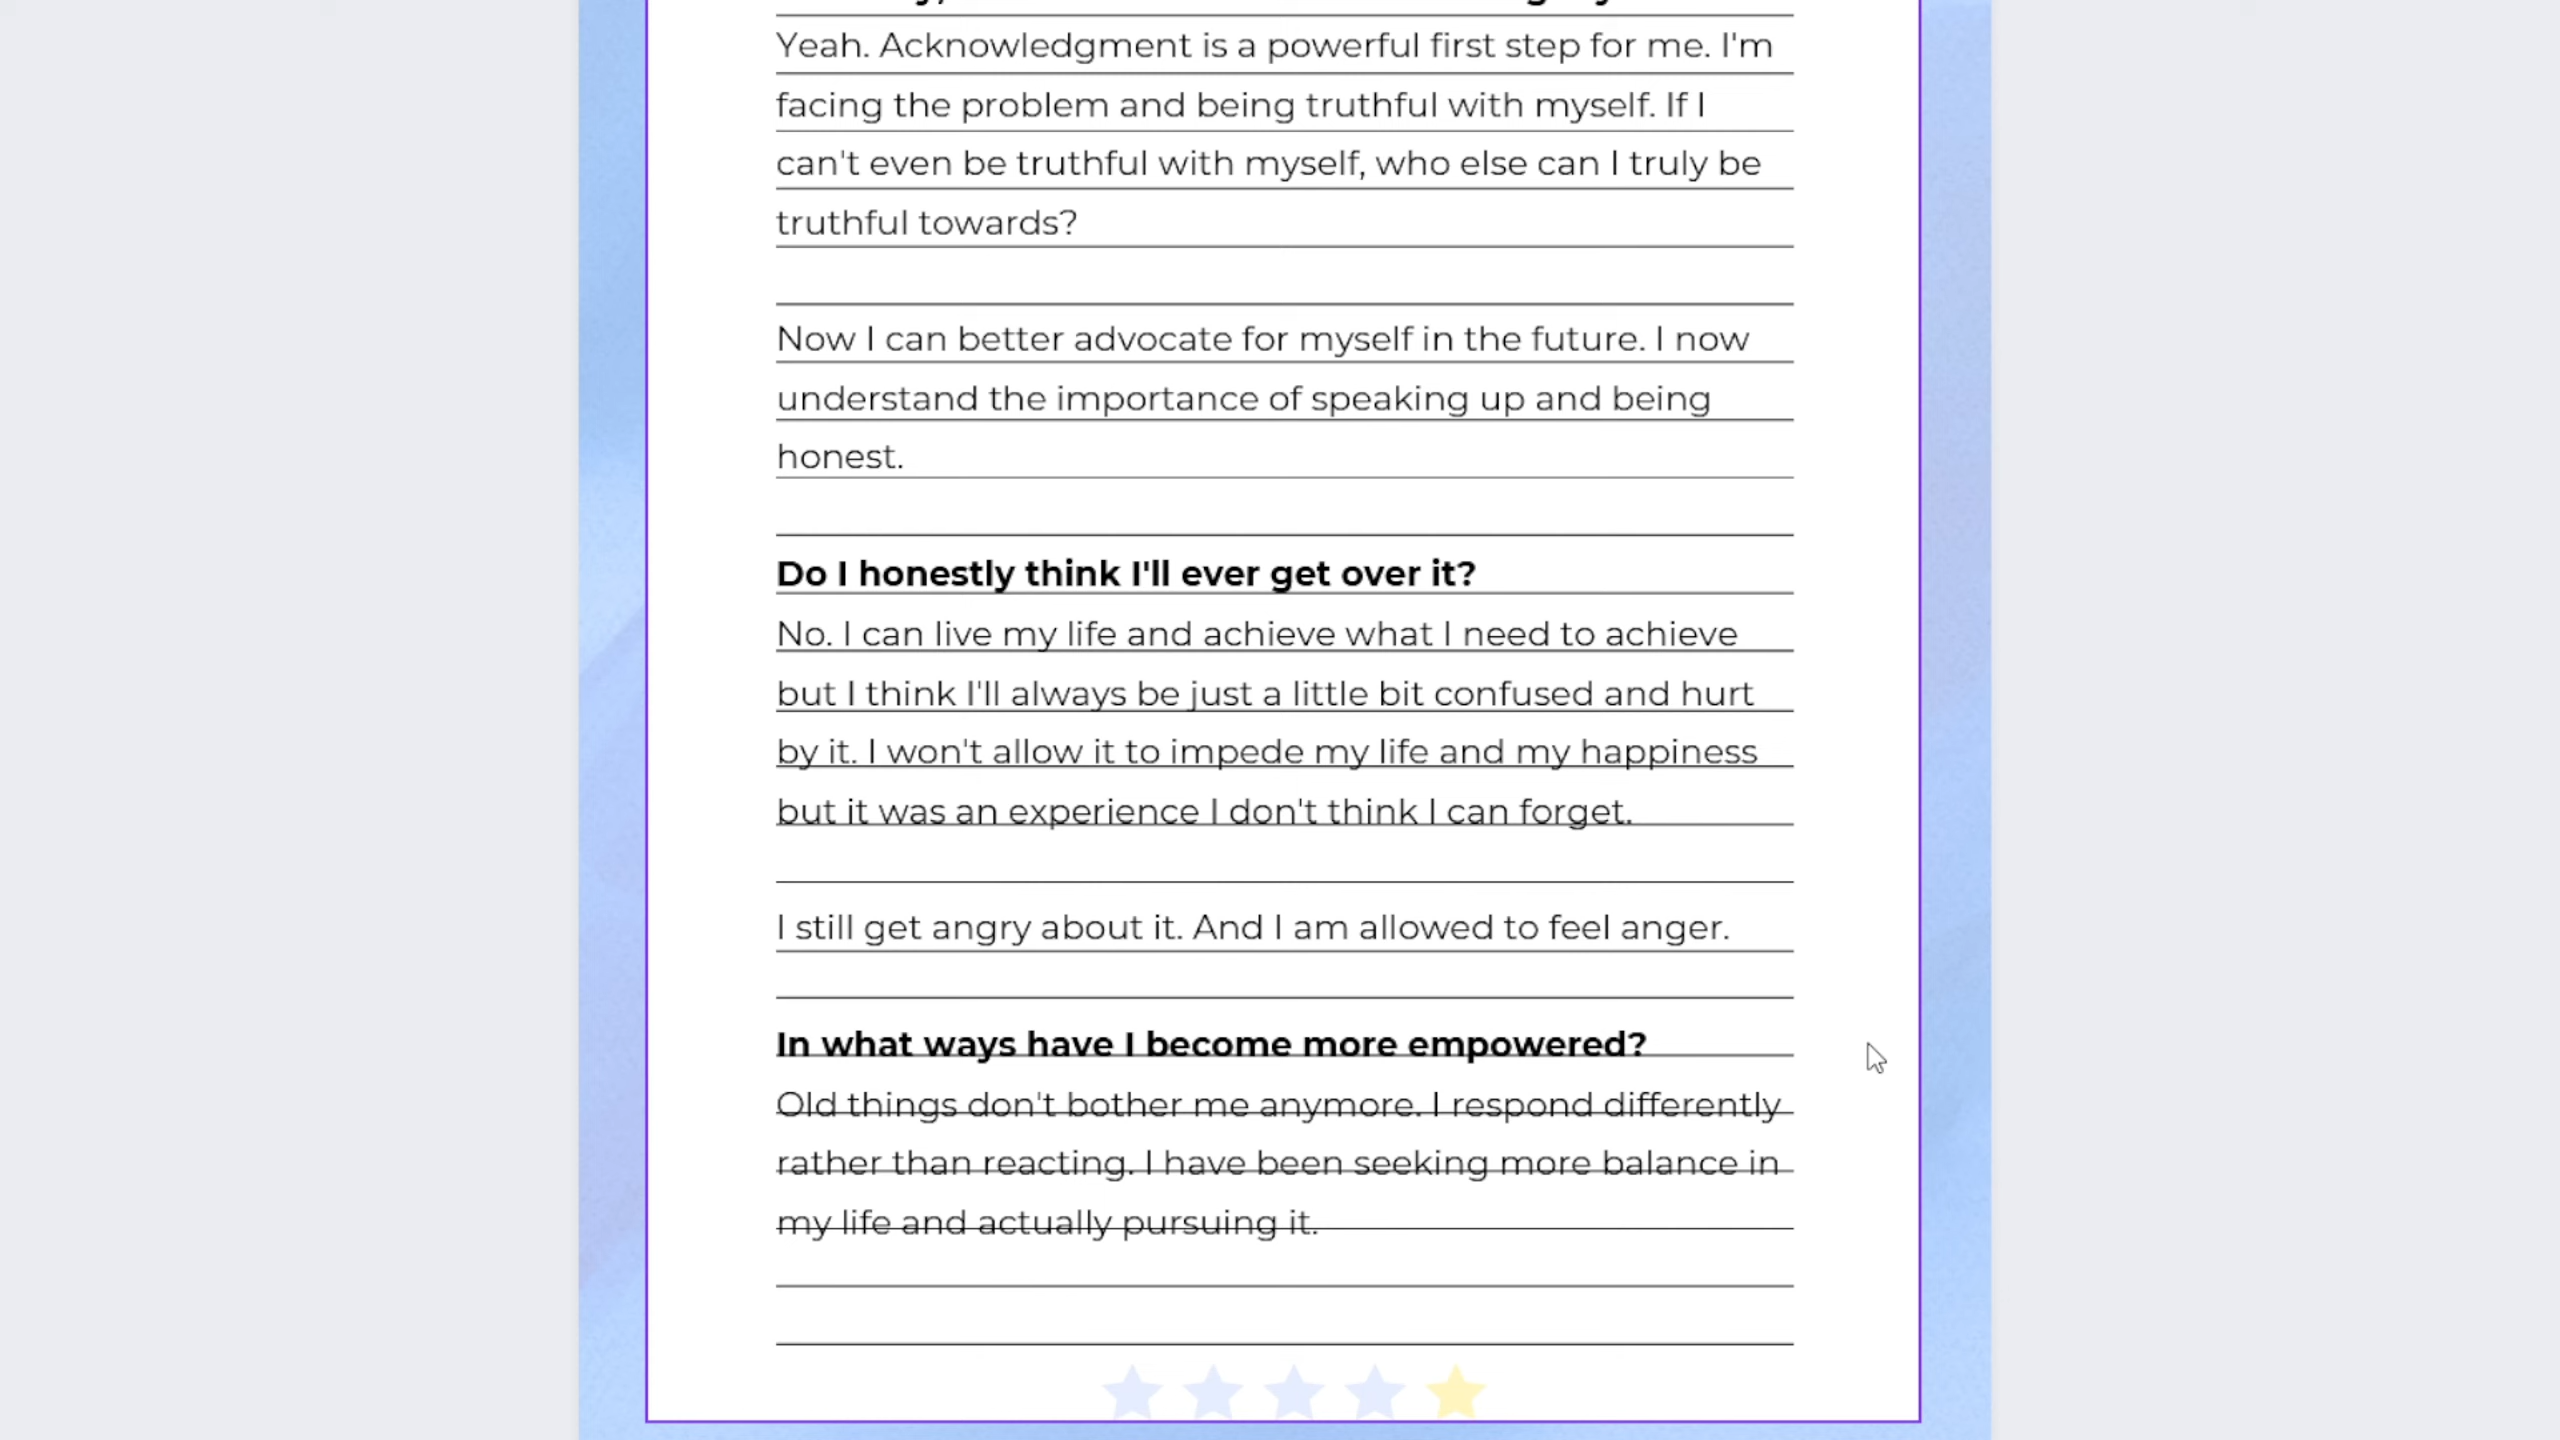 Yeah. Acknowledgment is a powerful first step for me. I'm
facing the problem and being truthful with myself. If I
can't even be truthful with myself, who else can I truly be
truthful towards?
Now I can better advocate for myself in the future. I now
understand the importance of speaking up and being
honest.
Do I honestly think I'll ever get over it?
No. I can live my life and achieve what I need to achieve
but I think I'll always be just a little bit confused and hurt
by it. I won't allow it to impede my life and my happiness
but it was an experience I don't think I can forget.
I still get angry about it. And I am allowed to feel anger.
In what ways have I become more empowered?
Old things don't bother me anymore. I respond differently
rather than reacting. I have been seeking more balance in
my life and actually pursuing it.